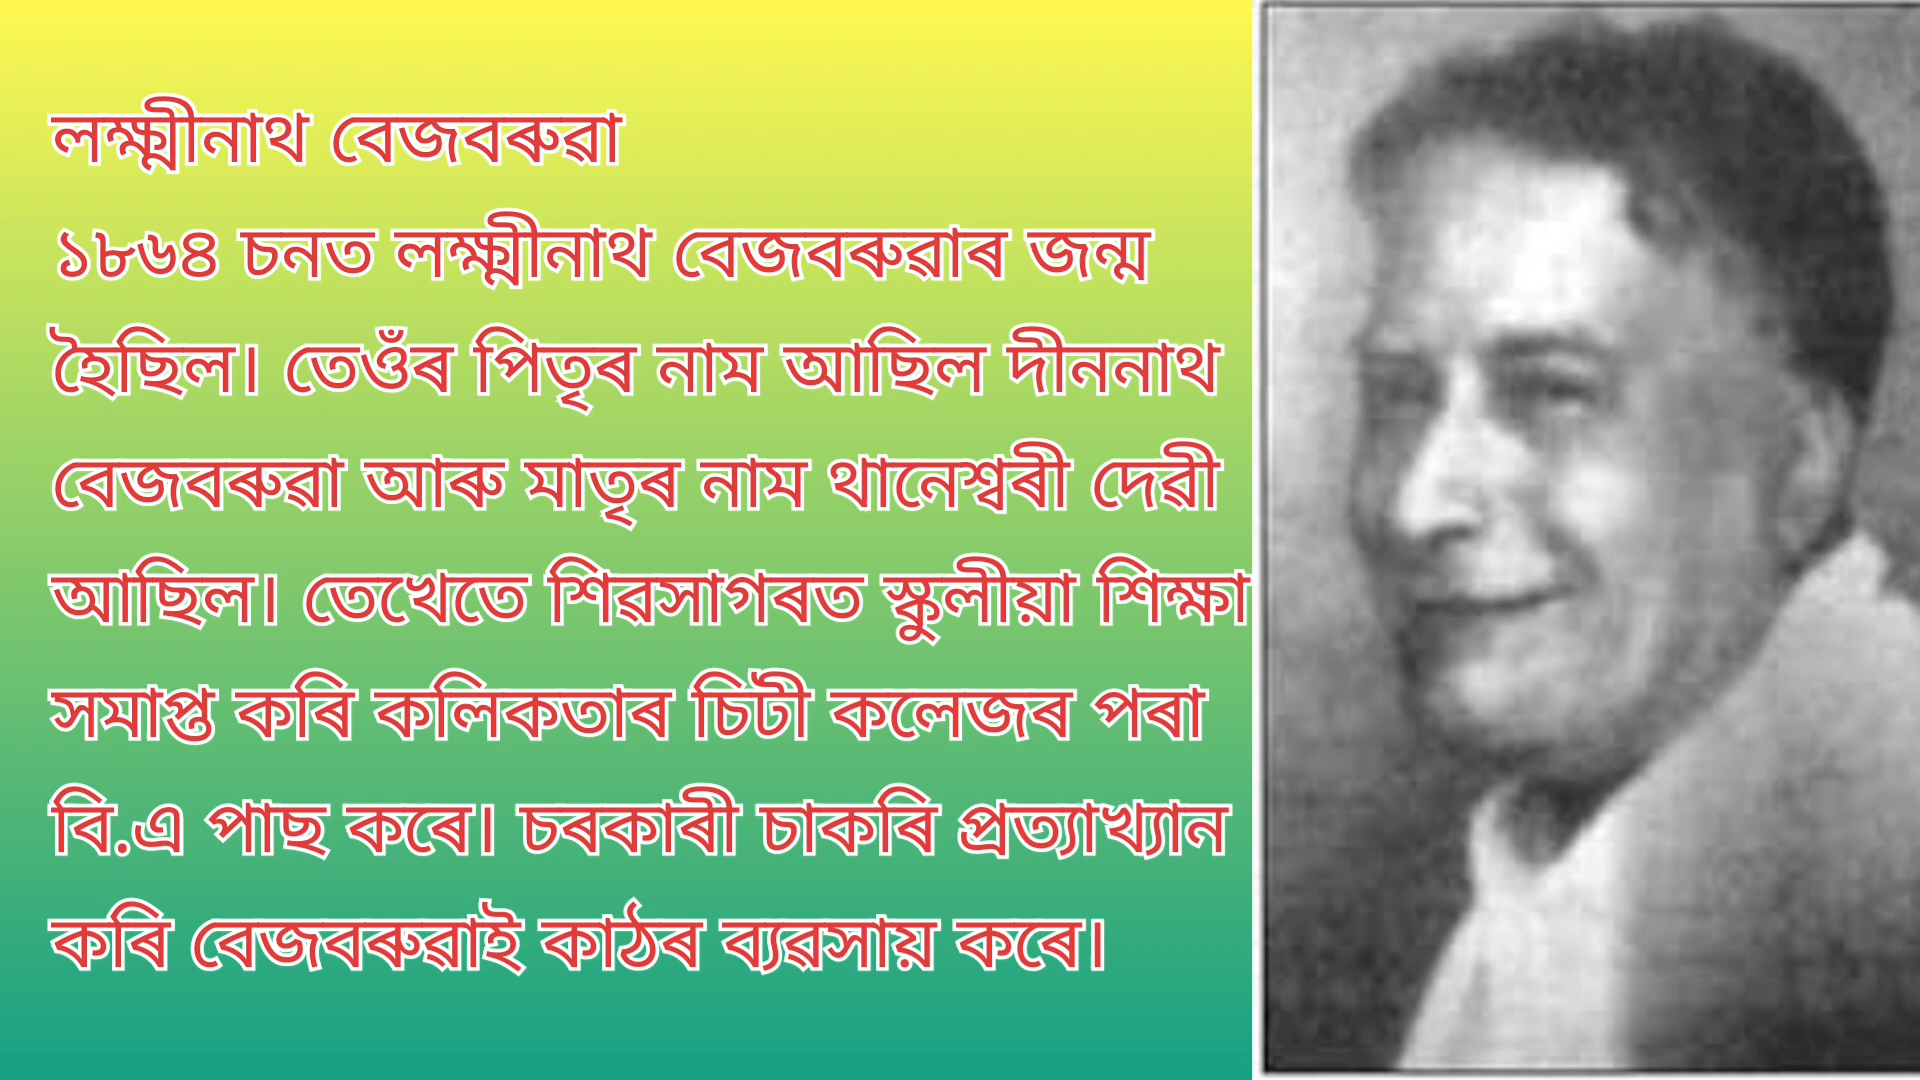 লক্ষ্মীনাথ বেজবৰুৱা
১৮৬৪ চনত লক্ষ্মীনাথ বেজবৰুৱাৰ জন্ম
হৈছিল। তেওঁৰ পিতৃৰ নাম আছিল দীননাথ
বেজবৰুৱা আৰু মাতৃৰ নাম থানেশ্বৰী দেৱী
আছিল। তেখেতে শিৱসাগৰত স্কুলীয়া শিক্ষা
সমাপ্ত কৰি কলিকতাৰ চিটী কলেজৰ পৰা
বি.এ পাছ কৰে। চৰকাৰী চাকৰি প্ৰত্যাখ্যান
কৰি বেজবৰুৱাই কাঠৰ ব্যৱসায় কৰে।